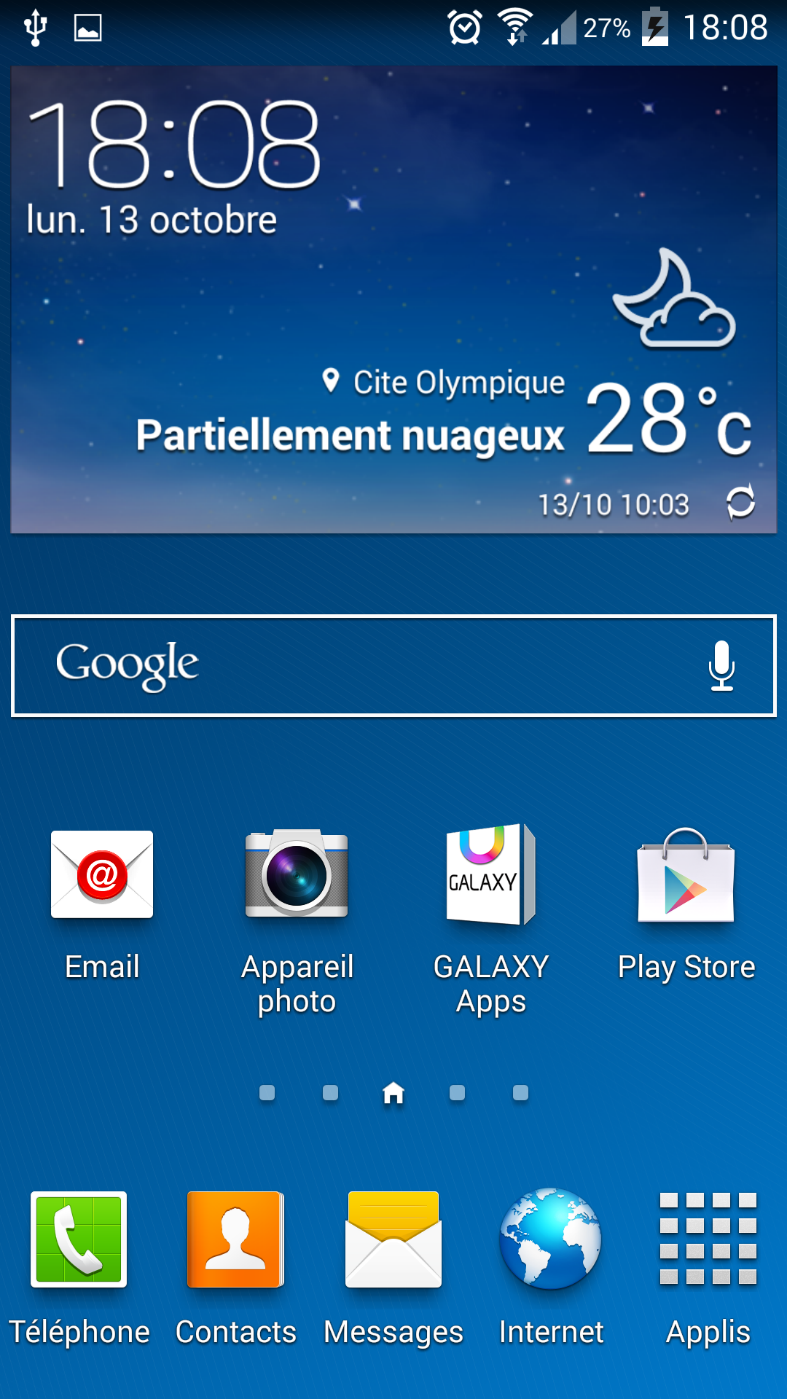 27% 18:08
18:08
lun. 13 octobre
Cite Olympique
Partiellement nuageux 28°c
13/10 10:03
Google
@
GALAXY
Email
Appareil photo
GALAXY Apps
Play Store
Téléphone
Contacts
Messages
Internet
Applis